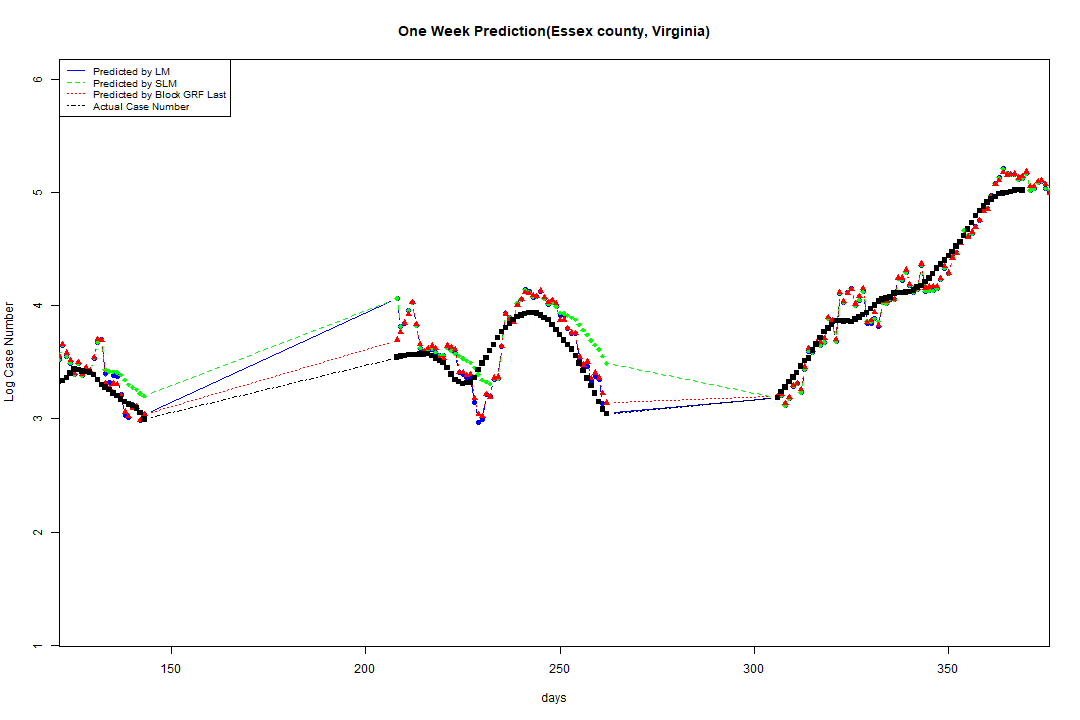 One Week Prediction(Essex county, Virginia)
Predicted by LM
Predicted by SLM
Predicted by Block GRF Last
Actual Case Number
6
5
4
3
2
1
Log Case Number
150 200 250 300 350
days